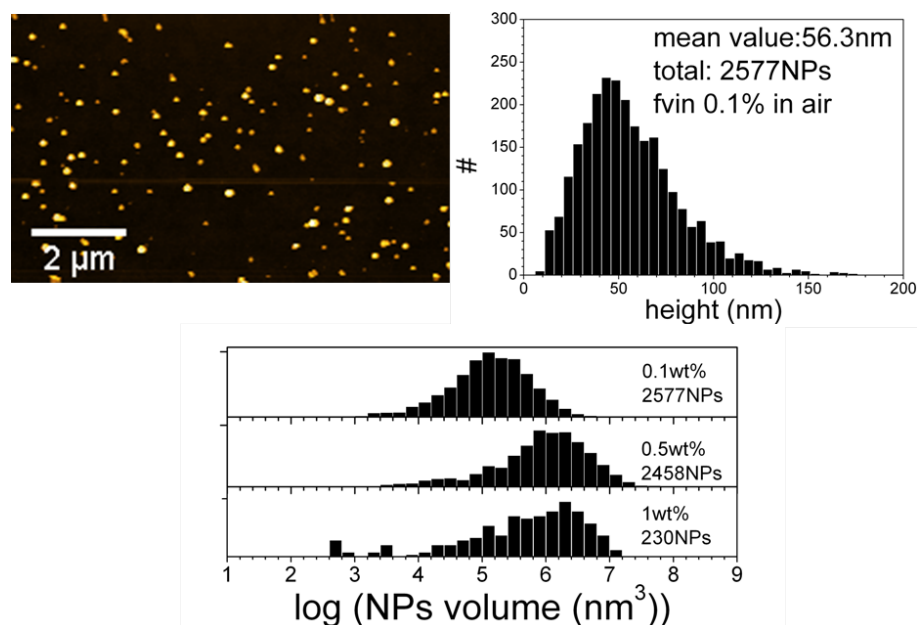 2 µm
mean value:56.3nm
total: 2577NPs
fvin 0.1% in air
300
250
200
150
100
50
0
#
0 50 100 150 200
height (nm)
0.1wt%
2577NPs
0.5wt%
2458NPs
1wt%
230NPs
1 2 3 4 5 6 7 8 9
log (NPs volume (nm³))